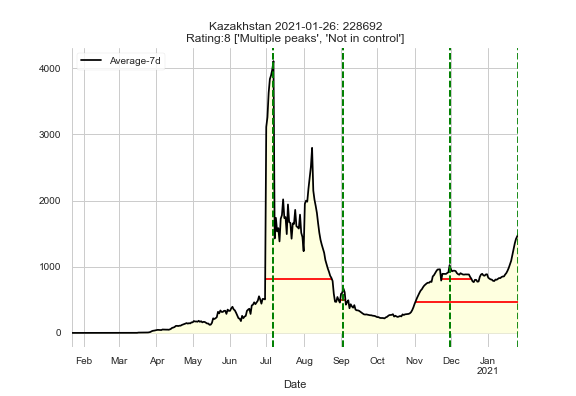 Kazakhstan 2021-01-26: 228692
Rating:8 ['Multiple peaks', 'Not in control']
Average-7d
4000
3000
2000
1000
0
Feb Mar Apr May Jun Jul Aug Sep Oct Nov Dec Jan
2021
Date